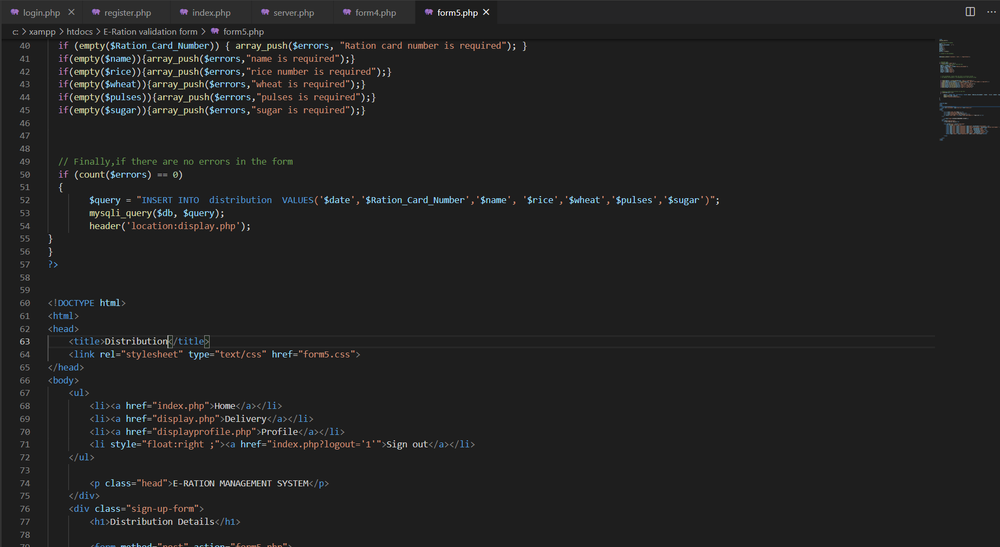 login.php register.php index.php server.php form4.php form5.php
c: > xampp > htdocs > E-Ration validation form > form5.php
40 if (empty($Ration_Card_Number)) { array_push($errors, "Ration card number is required"); }
41 if(empty($name)){array_push($errors,"name is required");}
42 if(empty($rice)){array_push($errors,"rice number is required");}
43 if(empty($wheat)){array_push($errors,"wheat is required");}
44 if(empty($pulses)){array_push($errors,"pulses is required");}
45 if(empty($sugar)){array_push($errors,"sugar is required");}
46
47
48
49 // Finally,if there are no errors in the form
50 if (count($errors) == 0)
51 {
52 $query = "INSERT INTO  distribution  VALUES('$date','$Ration_Card_Number','$name', '$rice','$wheat','$pulses','$sugar')";
53 mysqli_query($db, $query);
54 header('location:display.php');
55 }
56 }
57 ?>
58
59
60 <!DOCTYPE html>
61 <html>
62 <head>
63 <title>Distribution</title>
64 <link rel="stylesheet" type="text/css" href="form5.css">
65 </head>
66 <body>
67 <ul>
68 <li><a href="index.php">Home</a></li>
69 <li><a href="display.php">Delivery</a></li>
70 <li><a href="displayprofile.php">Profile</a></li>
71 <li style="float:right ;"><a href="index.php?logout='1'">Sign out</a></li>
72 </ul>
73
74 <p class="head">E-RATION MANAGEMENT SYSTEM</p>
75 </div>
76 <div class="sign-up-form">
77 <h1>Distribution Details</h1>
78
79 <form method="post" action="form5.php">